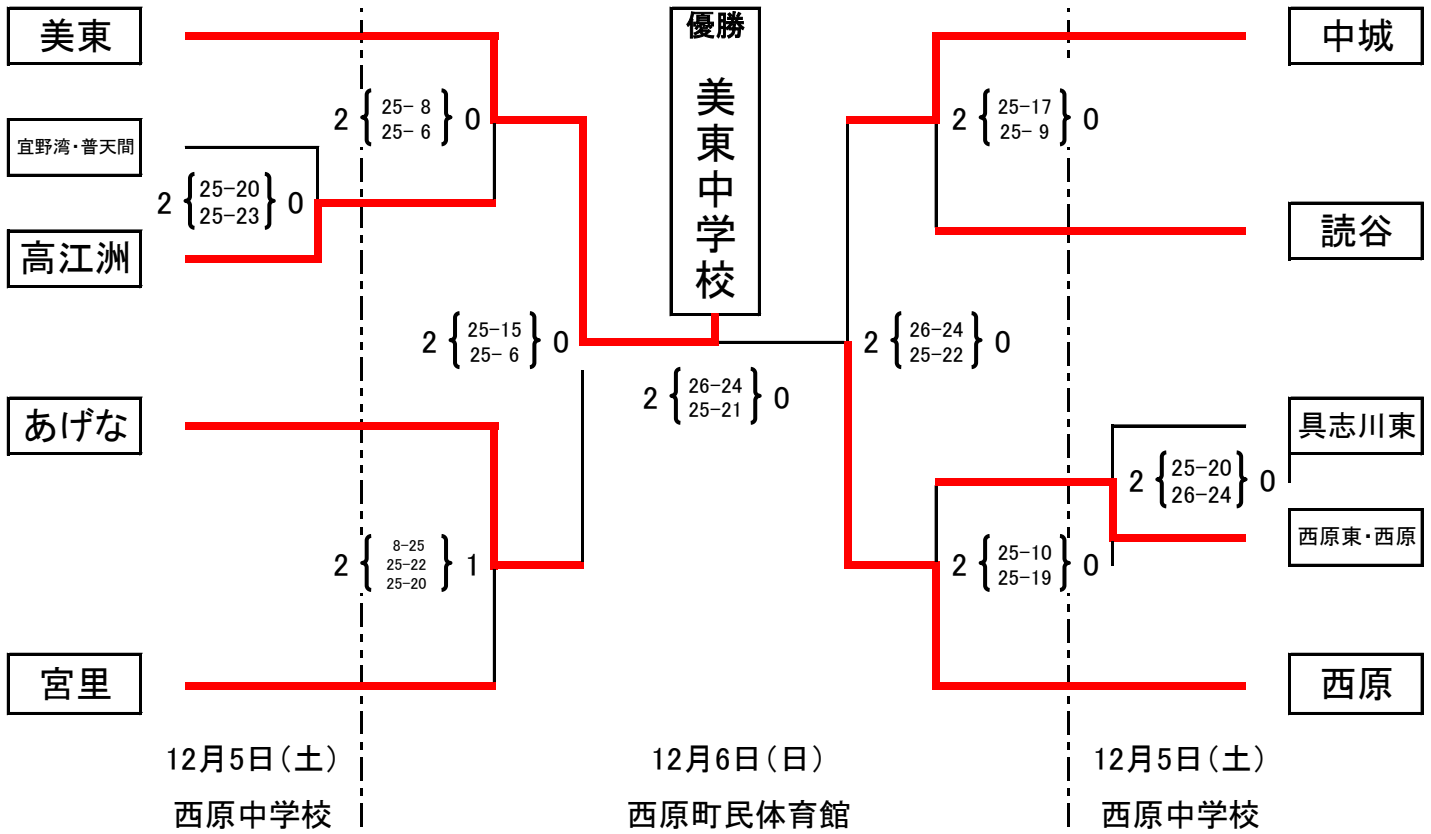 美東
宜野湾・普天間
高江洲
あげな
宮里
2 { 25- 8 } 0
25- 6
2 { 25-20 } 0
25-23
2 { 25-15 } 0
25- 6
2 { 8-25 } 1
25-22
25-20
優勝
美東中学校
2 { 26-24 } 0
25-21
中城
読谷
具志川東
西原東・西原
西原
2 { 25-17 } 0
25- 9
2 { 26-24 } 0
25-22
2 { 25-20 } 0
26-24
2 { 25-10 } 0
25-19
12月5日(土)
西原中学校
12月6日(日)
西原町民体育館
12月5日(土)
西原中学校